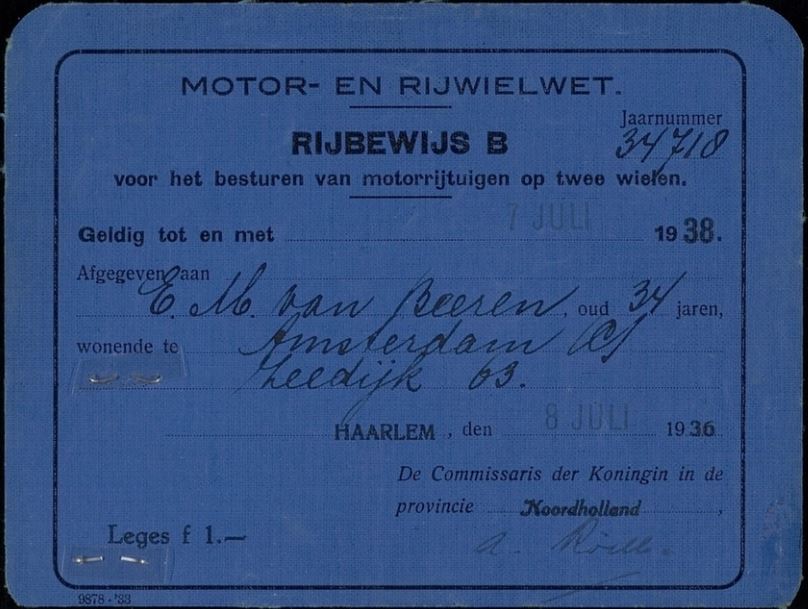 MOTOR- EN RIJWIELWET.
Jaarnummer
34718
RIJBEWIJS B
voor het besturen van motorrijtuigen op twee wielen.
Geldig tot en met 7 JULI 1938.
Afgegeven aan
E. M. van Beeren, oud 34 jaren,
wonende te Amsterdam (C)
Zeedijk 63.
HAARLEM, den 8 JULI 1936
De Commissaris der Koningin in de
provincie Noordholland,
Leges f 1.—
A. Röell.
9878 - '33